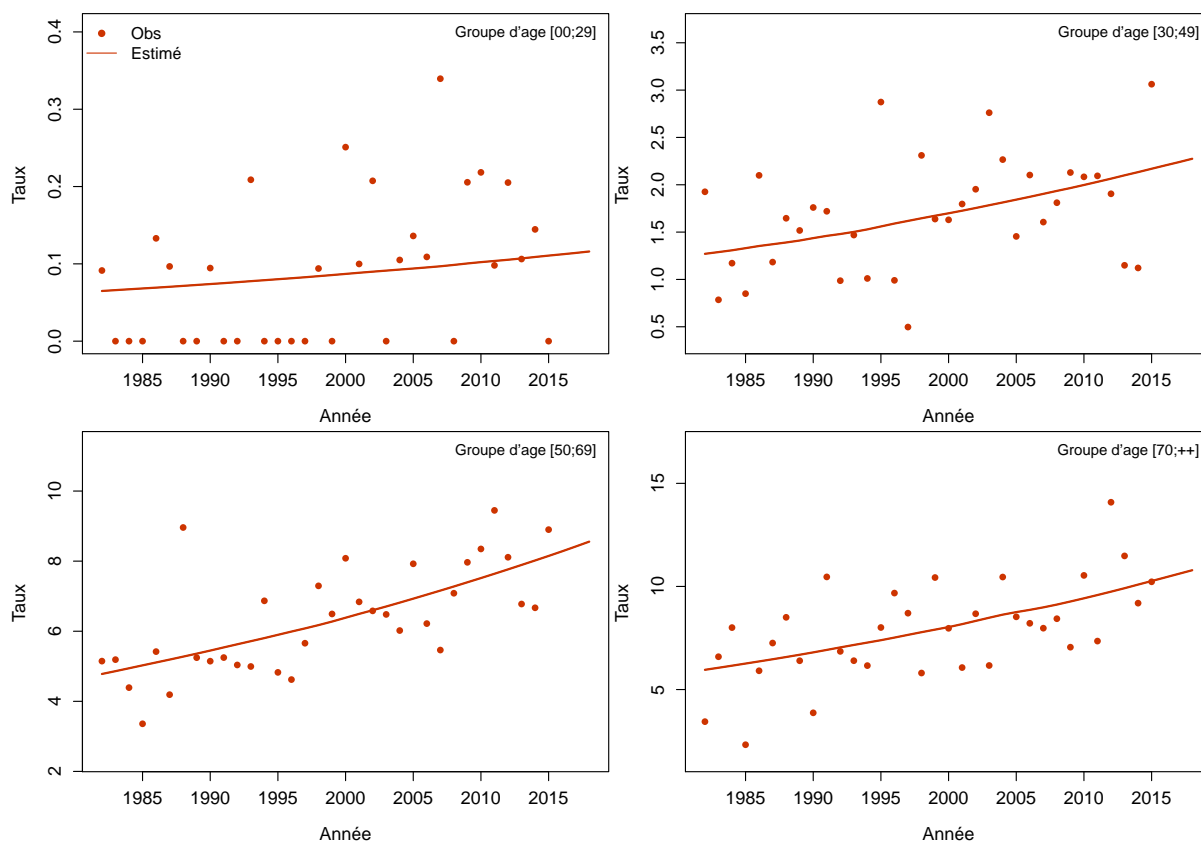 Obs
Estimé
Groupe d'age [00;29]
Taux
0.4
0.3
0.2
0.1
0.0
1985 1990 1995 2000 2005 2010 2015
Année
Groupe d'age [30;49]
Taux
3.5
3.0
2.5
2.0
1.5
1.0
0.5
1985 1990 1995 2000 2005 2010 2015
Année
Groupe d'age [50;69]
Taux
10
8
6
4
2
1985 1990 1995 2000 2005 2010 2015
Année
Groupe d'age [70;++]
Taux
15
10
5
1985 1990 1995 2000 2005 2010 2015
Année